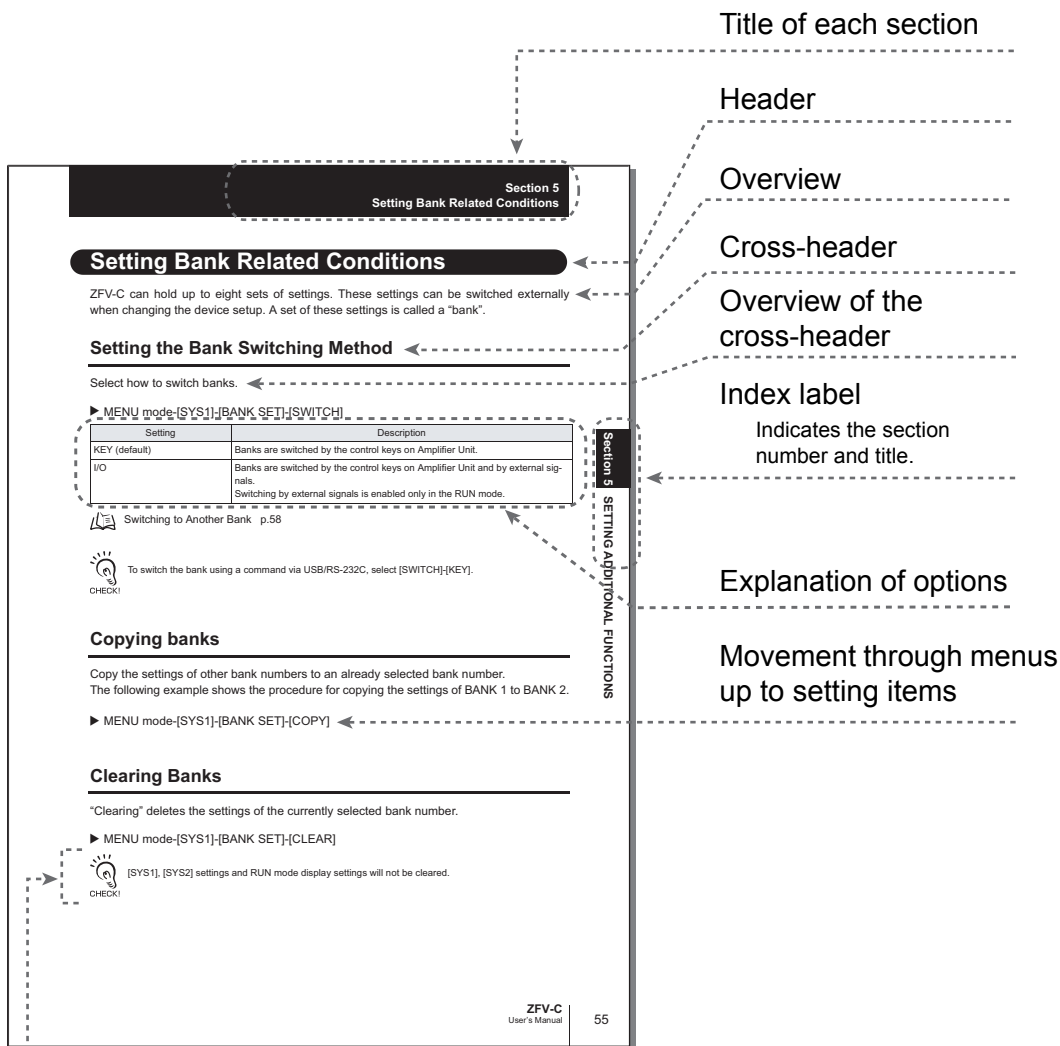 Title of each section
Header
Overview
Cross-header
Overview of the
cross-header
Index label
Indicates the section
number and title.
Explanation of options
Movement through menus
up to setting items
Section 5
Setting Bank Related Conditions
Setting Bank Related Conditions
ZFV-C can hold up to eight sets of settings. These settings can be switched externally
when changing the device setup. A set of these settings is called a “bank”.
Setting the Bank Switching Method
Select how to switch banks.
▶ MENU mode-[SYS1]-[BANK SET]-[SWITCH]
Setting Description
KEY (default) Banks are switched by the control keys on Amplifier Unit.
I/O Banks are switched by the control keys on Amplifier Unit and by external sig-
nals.
Switching by external signals is enabled only in the RUN mode.
Switching to Another Bank p.58
To switch the bank using a command via USB/RS-232C, select [SWITCH]-[KEY].
CHECK!
Section 5 SETTING ADDITIONAL FUNCTIONS
Copying banks
Copy the settings of other bank numbers to an already selected bank number.
The following example shows the procedure for copying the settings of BANK 1 to BANK 2.
▶ MENU mode-[SYS1]-[BANK SET]-[COPY]
Clearing Banks
“Clearing” deletes the settings of the currently selected bank number.
▶ MENU mode-[SYS1]-[BANK SET]-[CLEAR]
[SYS1], [SYS2] settings and RUN mode display settings will not be cleared.
CHECK!
ZFV-C
User's Manual
55